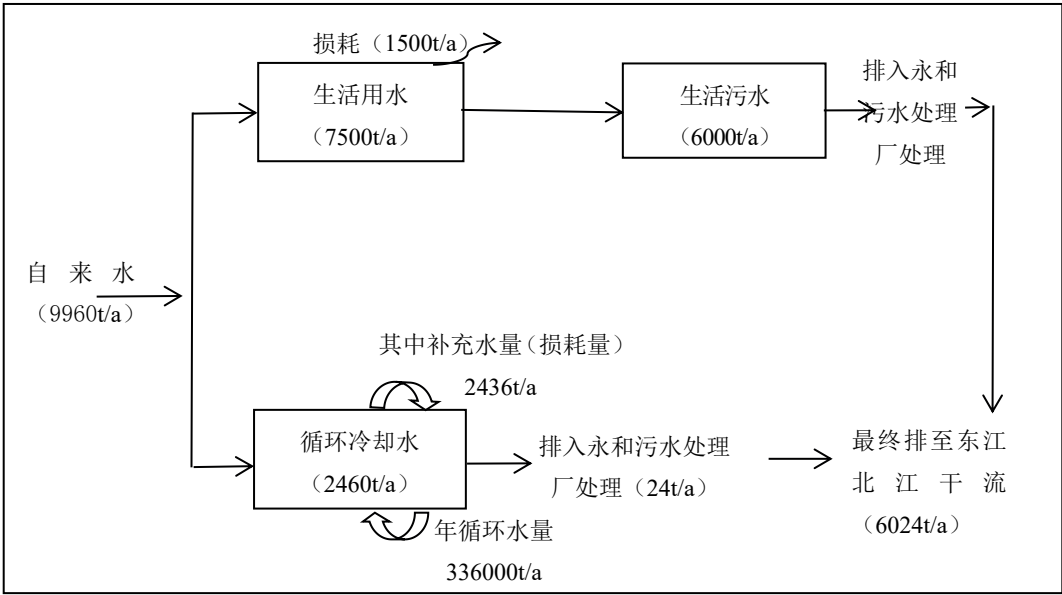 损耗（1500t/a）
生活用水
（7500t/a）
生活污水
（6000t/a）
排入永和
污水处理
厂处理
自来水
（9960t/a）
其中补充水量（损耗量）
2436t/a
循环冷却水
（2460t/a）
排入永和污水处理
厂处理（24t/a）
最终排至东江
北江干流
（6024t/a）
年循环水量
336000t/a